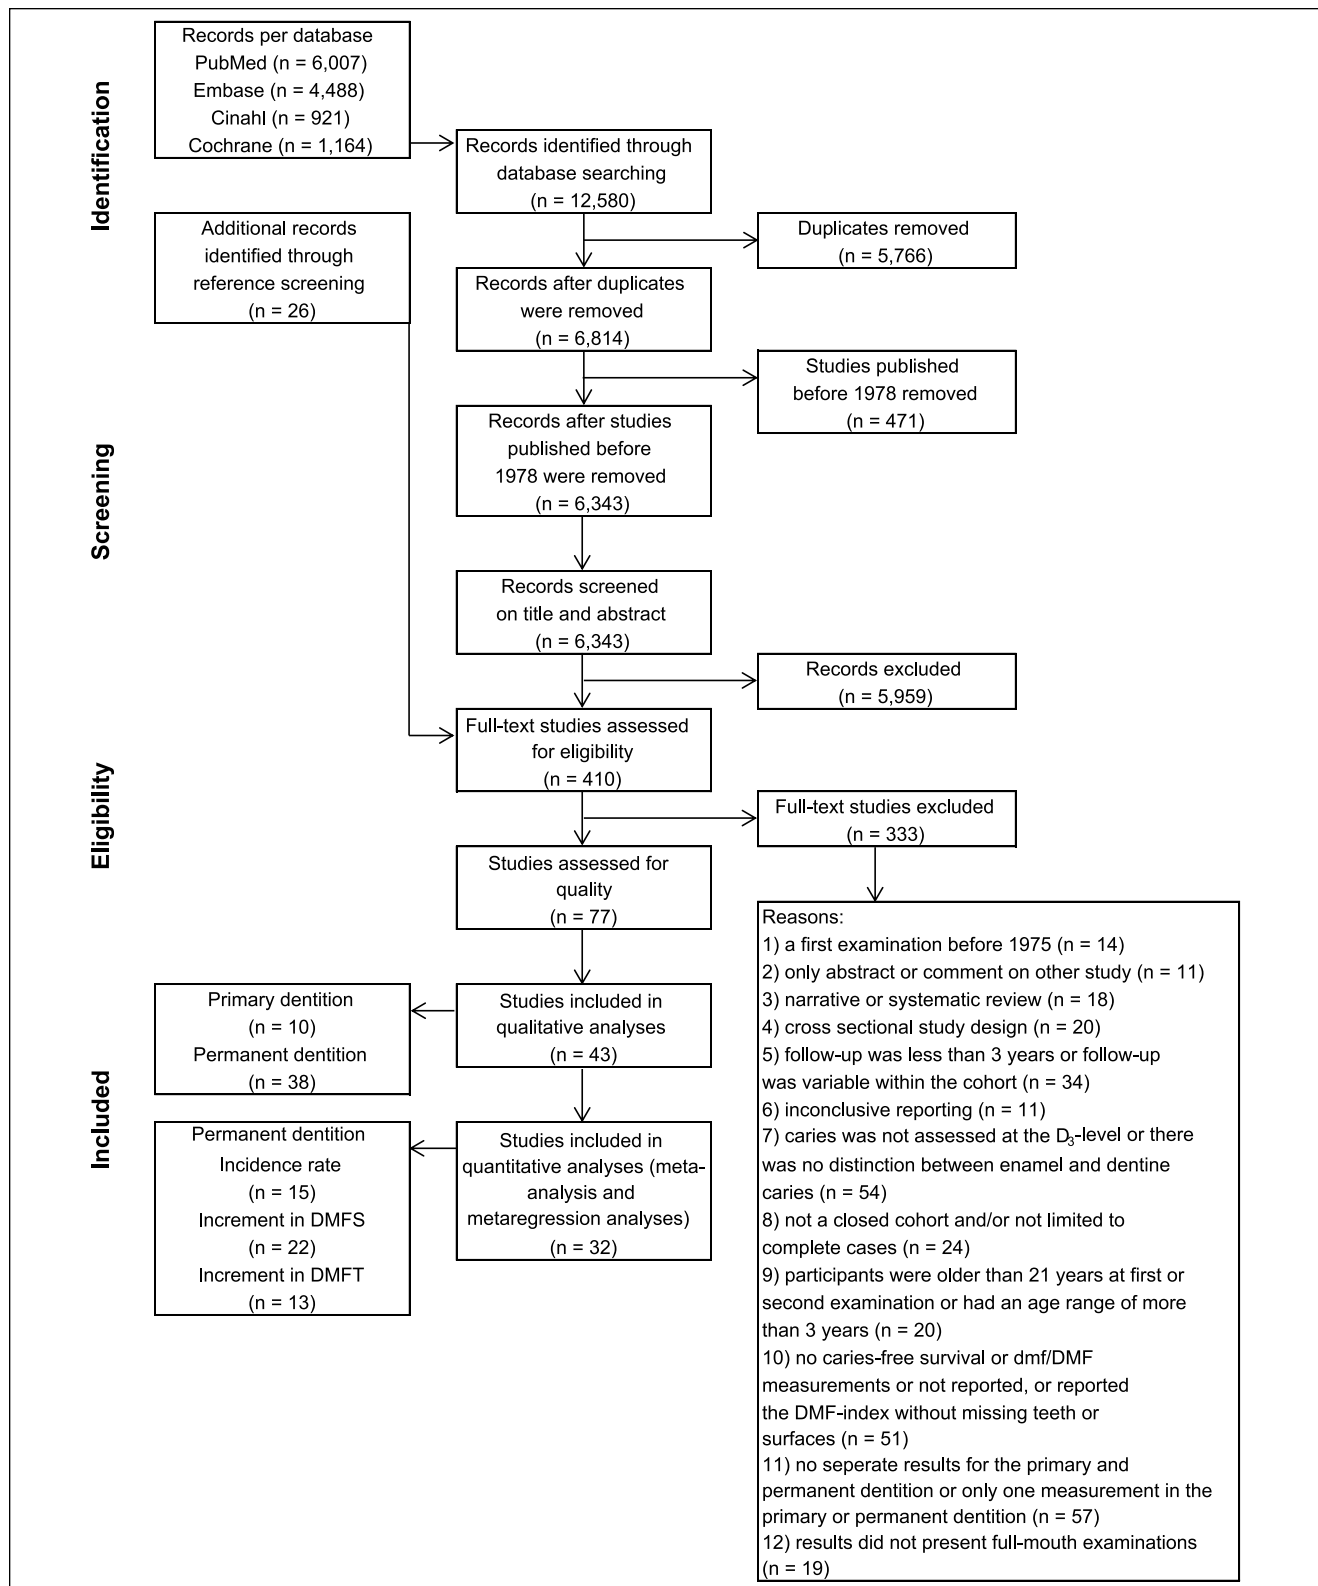 Identification
Records per database
PubMed (n = 6,007)
Embase (n = 4,488)
Cinahl (n = 921)
Cochrane (n = 1,164)
Records identified through
database searching
(n = 12,580)
Additional records
identified through
reference screening
(n = 26)
Duplicates removed
(n = 5,766)
Records after duplicates
were removed
(n = 6,814)
Screening
Studies published
before 1978 removed
(n = 471)
Records after studies
published before
1978 were removed
(n = 6,343)
Records screened
on title and abstract
(n = 6,343)
Records excluded
(n = 5,959)
Eligibility
Full-text studies assessed
for eligibility
(n = 410)
Full-text studies excluded
(n = 333)
Studies assessed for
quality
(n = 77)
Reasons:
1) a first examination before 1975 (n = 14)
2) only abstract or comment on other study (n = 11)
3) narrative or systematic review (n = 18)
4) cross sectional study design (n = 20)
5) follow-up was less than 3 years or follow-up
was variable within the cohort (n = 34)
6) inconclusive reporting (n = 11)
7) caries was not assessed at the D₃-level or there
was no distinction between enamel and dentine
caries (n = 54)
8) not a closed cohort and/or not limited to
complete cases (n = 24)
9) participants were older than 21 years at first or
second examination or had an age range of more
than 3 years (n = 20)
10) no caries-free survival or dmf/DMF
measurements or not reported, or reported
the DMF-index without missing teeth or
surfaces (n = 51)
11) no seperate results for the primary and
permanent dentition or only one measurement in the
primary or permanent dentition (n = 57)
12) results did not present full-mouth examinations
(n = 19)
Included
Studies included in
qualitative analyses
(n = 43)
Primary dentition
(n = 10)
Permanent dentition
(n = 38)
Studies included in
quantitative analyses (meta-
analysis and
metaregression analyses)
(n = 32)
Permanent dentition
Incidence rate
(n = 15)
Increment in DMFS
(n = 22)
Increment in DMFT
(n = 13)